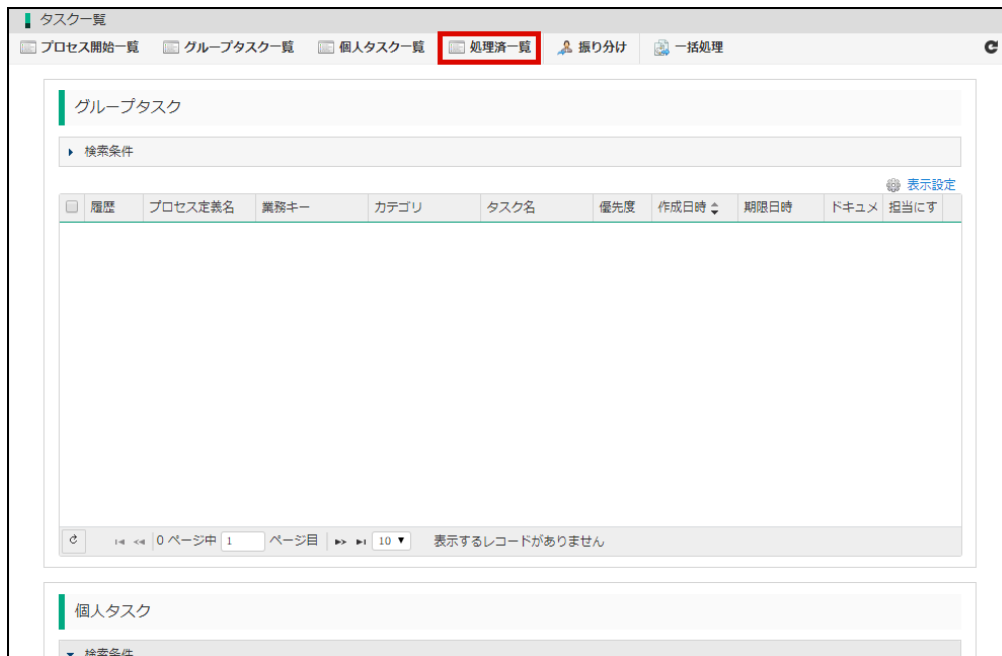 タスク一覧
プロセス開始一覧 グループタスク一覧 個人タスク一覧 処理済一覧 振り分け 一括処理
グループタスク
検索条件
表示設定
履歴 プロセス定義名 業務キー カテゴリ タスク名 優先度 作成日時 期限日時 ドキュメ 担当にす
0 ページ中 1 ページ目 10 表示するレコードがありません
個人タスク
検索条件